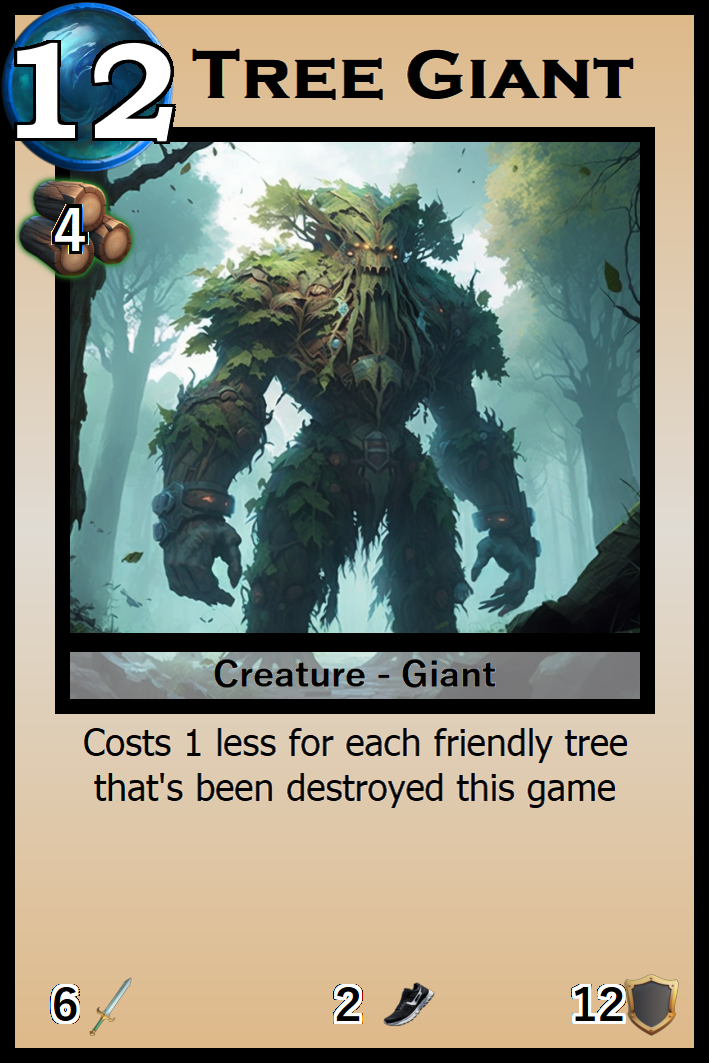 12
Tree Giant
4
Creature - Giant
Costs 1 less for each friendly tree
that's been destroyed this game
6
2
12